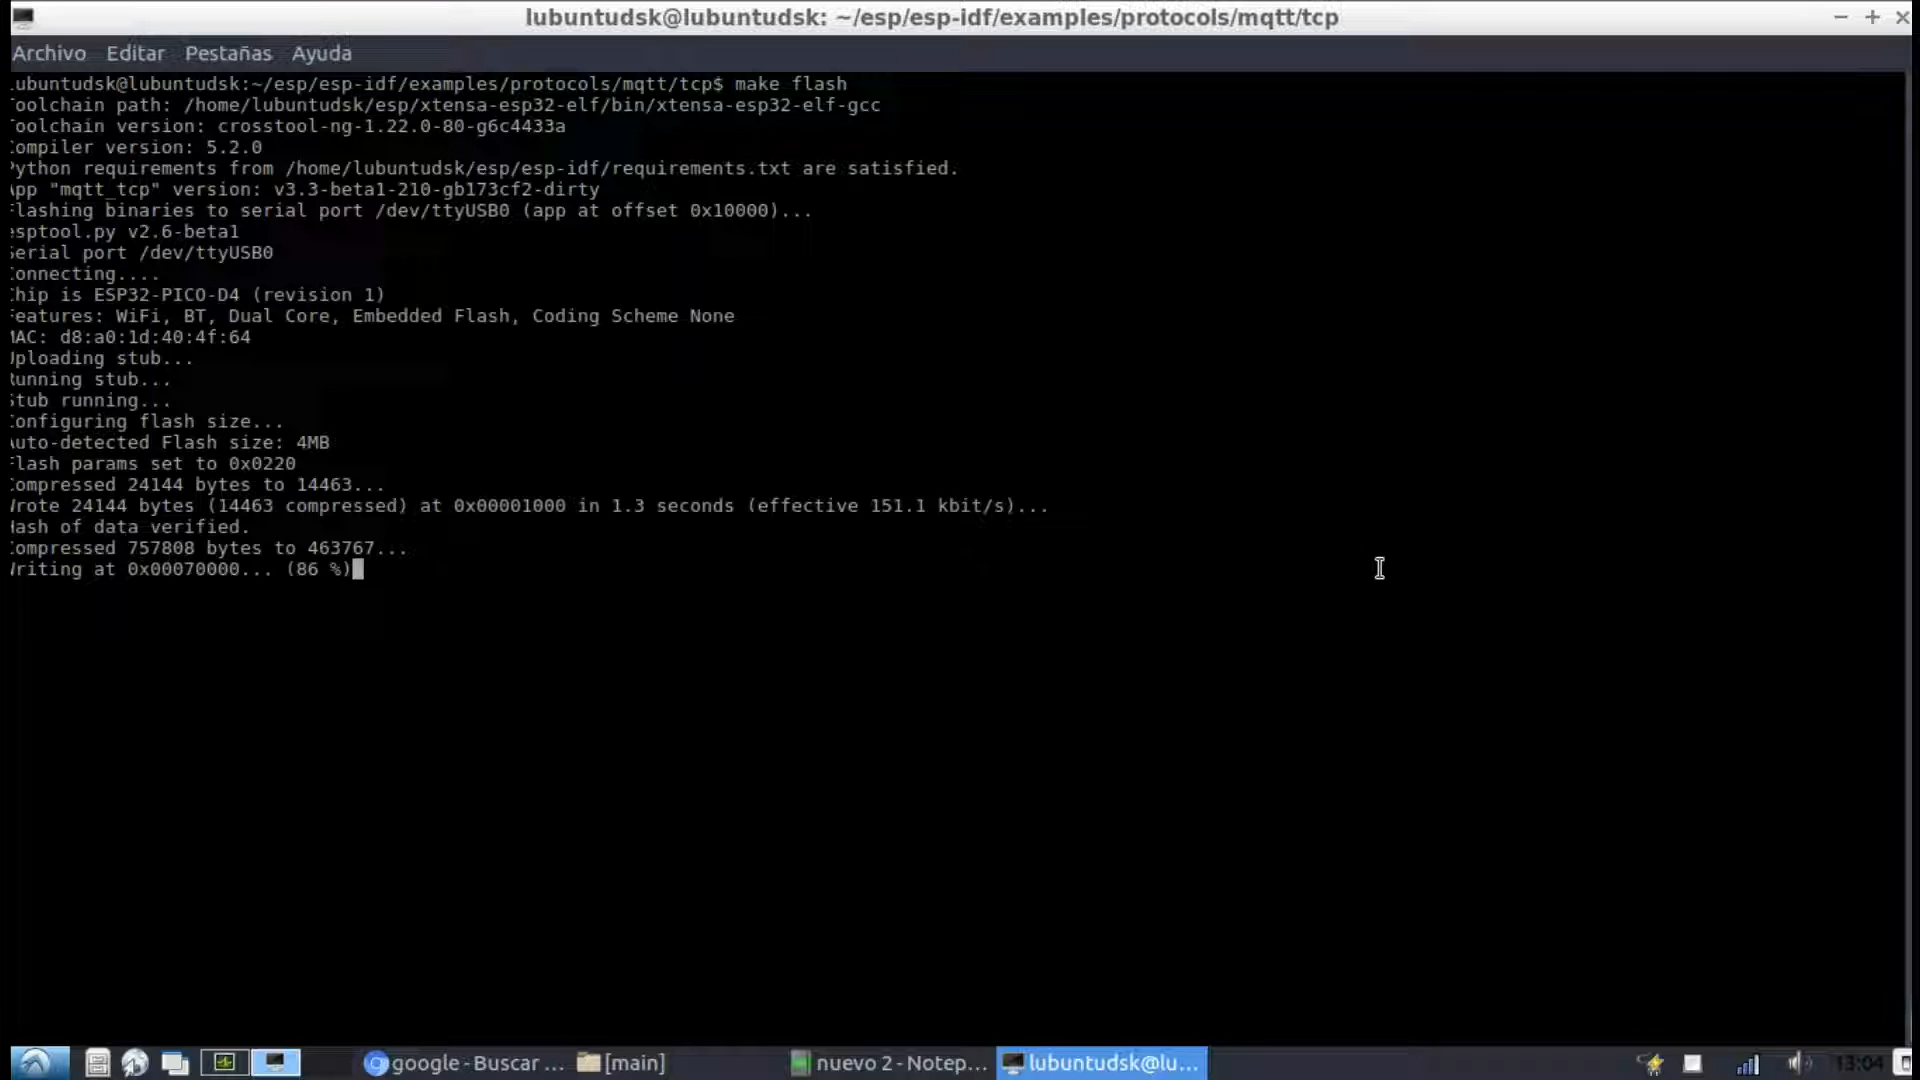 lubuntudsk@lubuntudsk: ~/esp/esp-idf/examples/protocols/mqtt/tcp
Archivo Editar Pestañas Ayuda
lubuntudsk@lubuntudsk:~/esp/esp-idf/examples/protocols/mqtt/tcp$ make flash
Toolchain path: /home/lubuntudsk/esp/xtensa-esp32-elf/bin/xtensa-esp32-elf-gcc
Toolchain version: crosstool-ng-1.22.0-80-g6c4433a
Compiler version: 5.2.0
Python requirements from /home/lubuntudsk/esp/esp-idf/requirements.txt are satisfied.
App "mqtt_tcp" version: v3.3-beta1-210-gb173cf2-dirty
Flashing binaries to serial port /dev/ttyUSB0 (app at offset 0x10000)...
esptool.py v2.6-beta1
Serial port /dev/ttyUSB0
Connecting....
Chip is ESP32-PICO-D4 (revision 1)
Features: WiFi, BT, Dual Core, Embedded Flash, Coding Scheme None
MAC: d8:a0:1d:40:4f:64
Uploading stub...
Running stub...
Stub running...
Configuring flash size...
Auto-detected Flash size: 4MB
Flash params set to 0x0220
Compressed 24144 bytes to 14463...
Wrote 24144 bytes (14463 compressed) at 0x00001000 in 1.3 seconds (effective 151.1 kbit/s)...
Hash of data verified.
Compressed 757808 bytes to 463767...
Writing at 0x00070000... (86 %)
google - Buscar ... [main] nuevo 2 - Notep... lubuntudsk@lu... 13:04